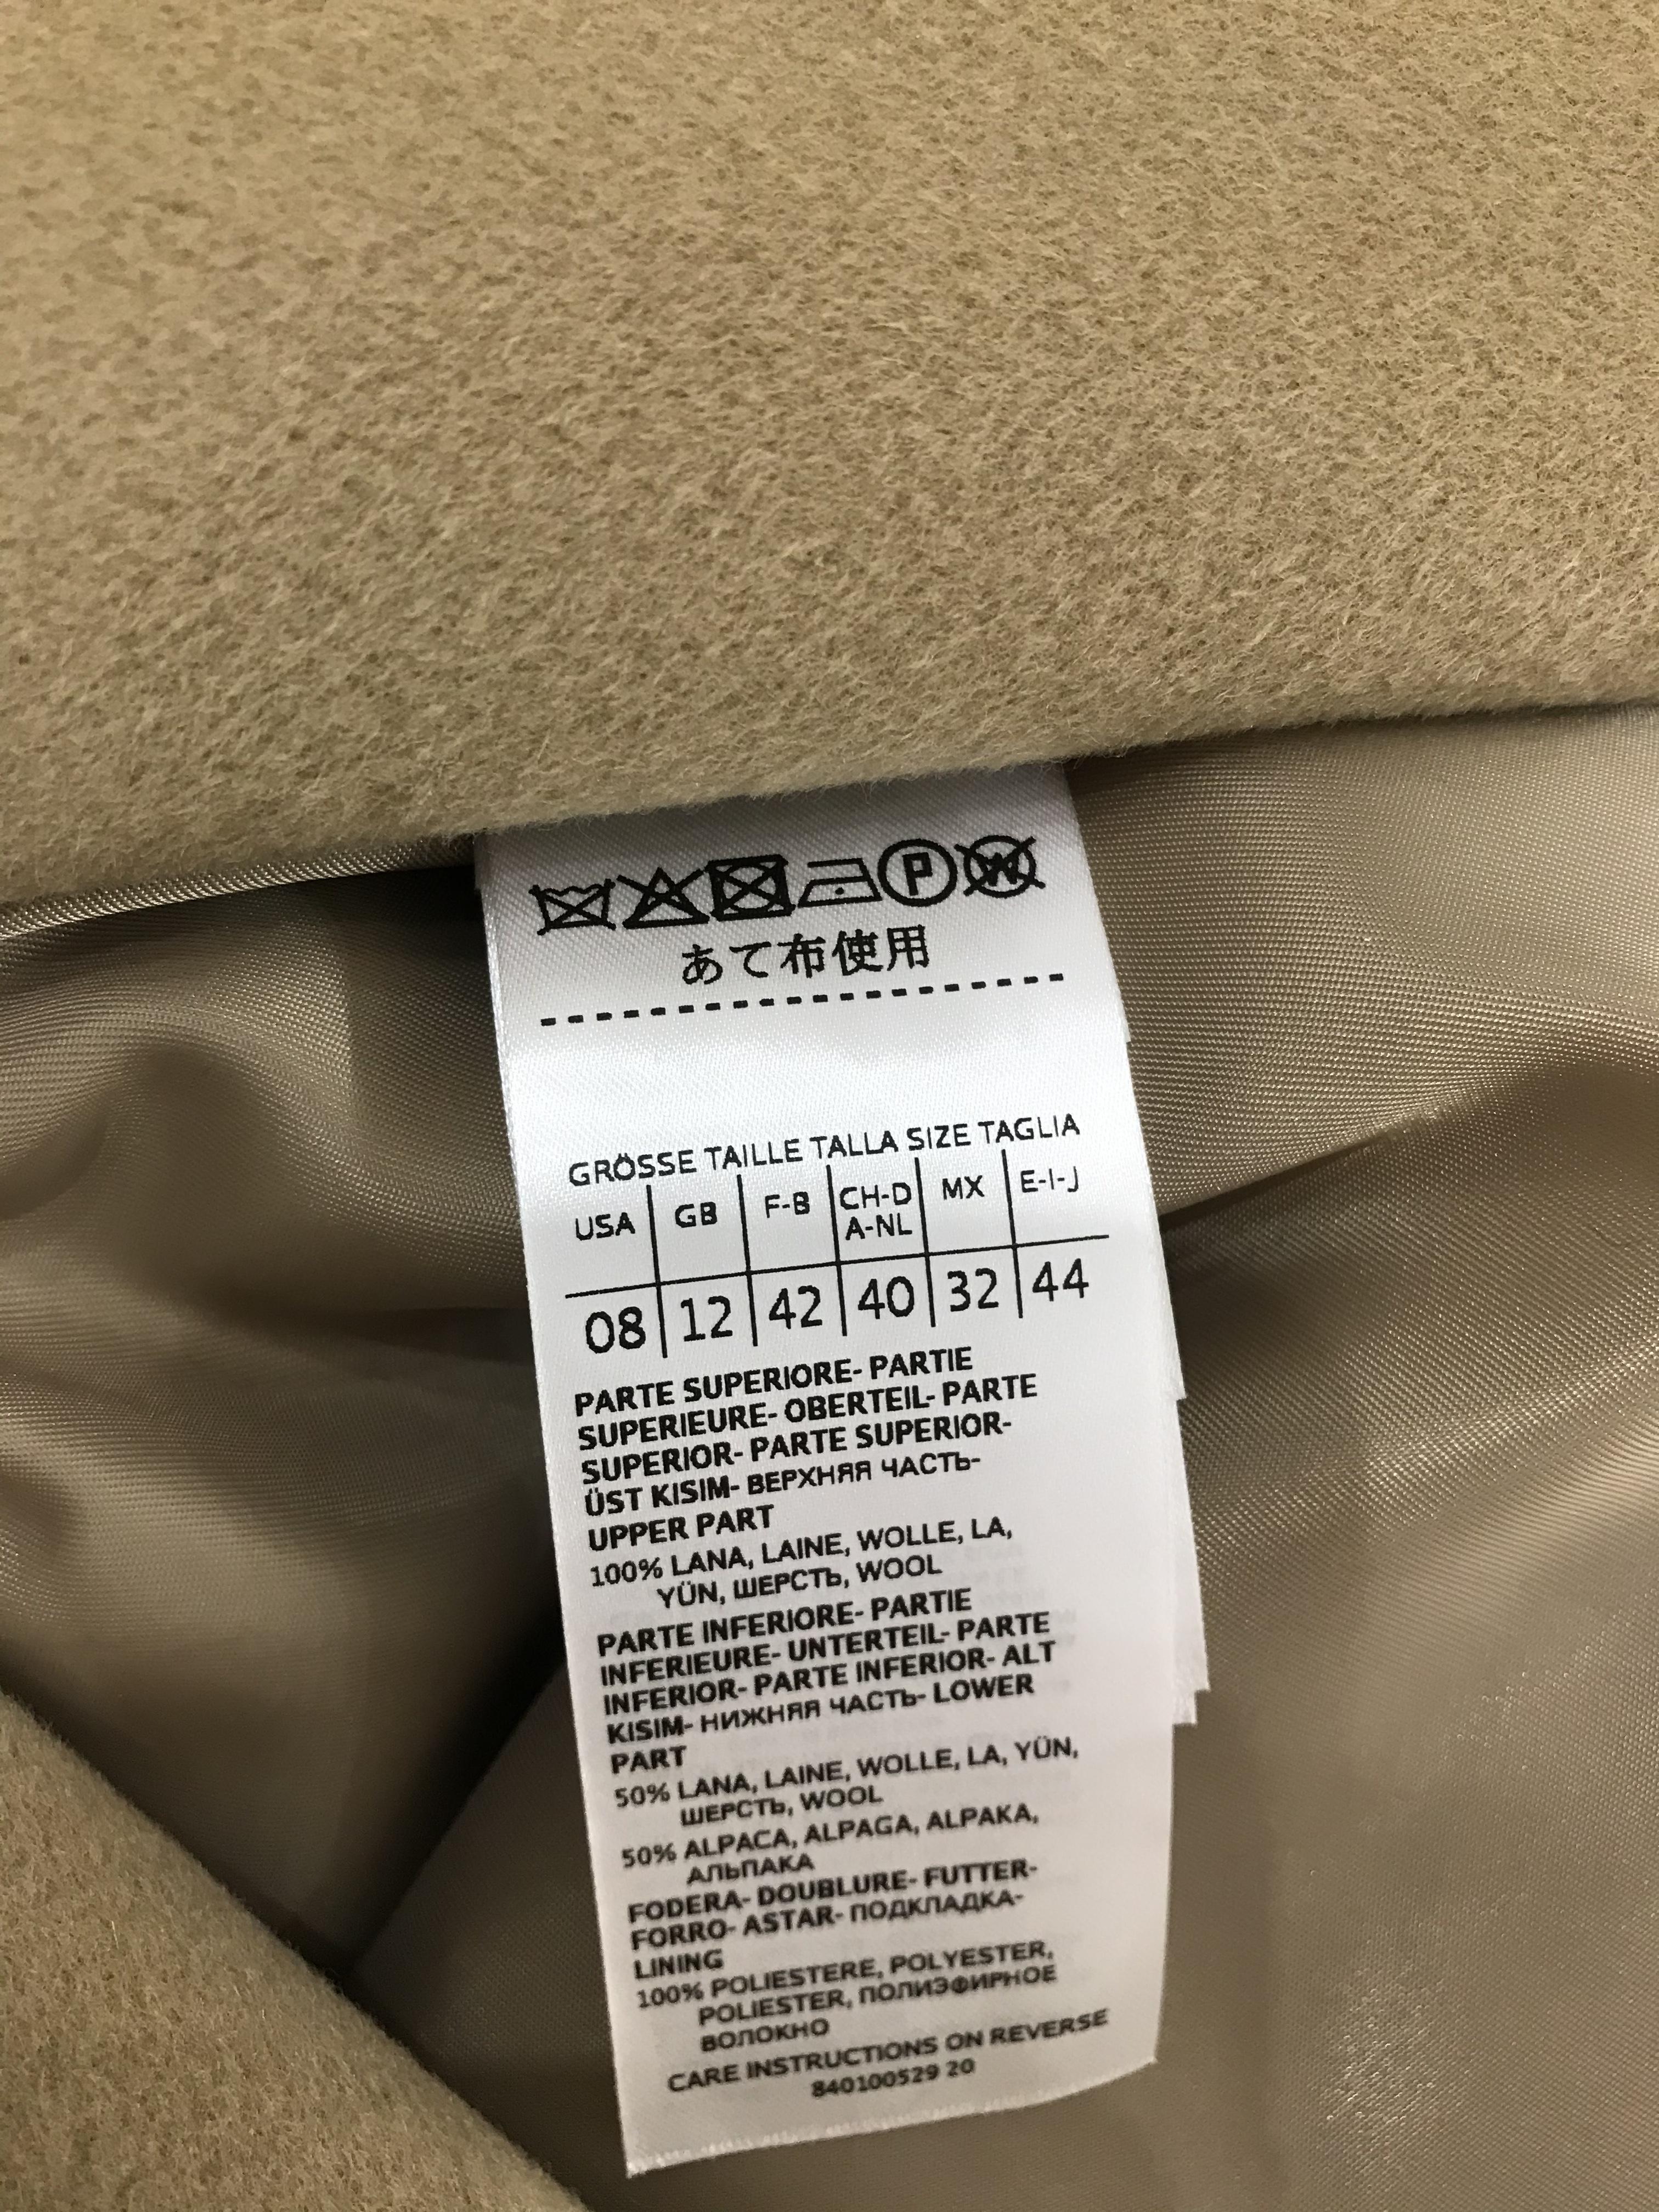 P W
あて布使用
GRÖSSE TAILLE TALLA SIZE TAGLIA
USA GB F-B CH-D A-NL MX E-I-J
08 12 42 40 32 44
PARTE SUPERIORE- PARTIE
SUPERIEURE- OBERTEIL- PARTE
SUPERIOR- PARTE SUPERIOR-
ÜST KISIM- ВЕРХНЯЯ ЧАСТЬ-
UPPER PART
100% LANA, LAINE, WOLLE, LA,
YÜN, ШЕРСТЬ, WOOL
PARTE INFERIORE- PARTIE
INFERIEURE- UNTERTEIL- PARTE
INFERIOR- PARTE INFERIOR- ALT
KISIM- НИЖНЯЯ ЧАСТЬ- LOWER
PART
50% LANA, LAINE, WOLLE, LA, YÜN,
ШЕРСТЬ, WOOL
50% ALPACA, ALPAGA, ALPAKA,
АЛЬПАКА
FODERA- DOUBLURE- FUTTER-
FORRO- ASTAR- ПОДКЛАДКА-
LINING
100% POLIESTERE, POLYESTER,
POLIESTER, ПОЛИЭФИРНОЕ
ВОЛОКНО
CARE INSTRUCTIONS ON REVERSE
840100529 20